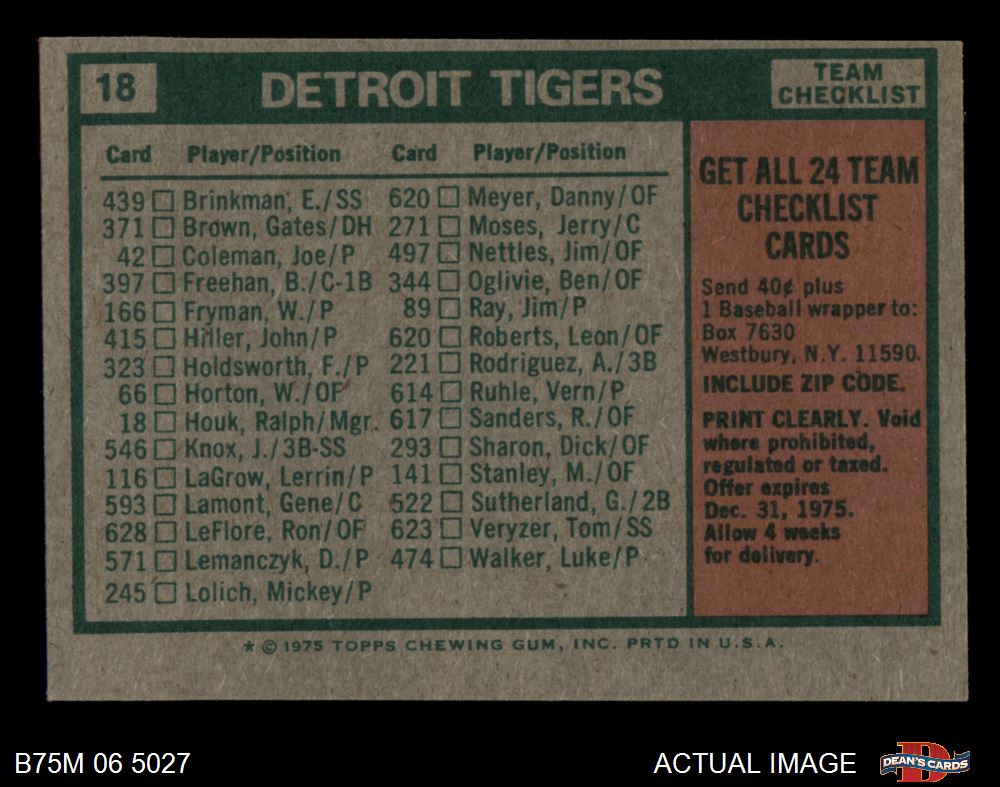 18 DETROIT TIGERS TEAM CHECKLIST
Card Player/Position Card Player/Position
439 □ Brinkman, E./SS 620 □ Meyer, Danny/OF
371 □ Brown, Gates/DH 271 □ Moses, Jerry/C
42 □ Coleman, Joe/P 497 □ Nettles, Jim/OF
397 □ Freehan, B./C-1B 344 □ Oglivie, Ben/OF
166 □ Fryman, W./P 89 □ Ray, Jim/P
415 □ Hiller, John/P 620 □ Roberts, Leon/OF
323 □ Holdsworth, F./P 221 □ Rodriguez, A./3B
66 □ Horton, W./OF 614 □ Ruhle, Vern/P
18 □ Houk, Ralph/Mgr. 617 □ Sanders, R./OF
546 □ Knox, J./3B-SS 293 □ Sharon, Dick/OF
116 □ LaGrow, Lerrin/P 141 □ Stanley, M./OF
593 □ Lamont, Gene/C 522 □ Sutherland, G./2B
628 □ LeFlore, Ron/OF 623 □ Veryzer, Tom/SS
571 □ Lemanczyk, D./P 474 □ Walker, Luke/P
245 □ Lolich, Mickey/P
GET ALL 24 TEAM
CHECKLIST
CARDS
Send 40¢ plus
1 Baseball wrapper to:
Box 7630
Westbury, N.Y. 11590.
INCLUDE ZIP CODE.
PRINT CLEARLY. Void
where prohibited,
regulated or taxed.
Offer expires
Dec. 31, 1975.
Allow 4 weeks
for delivery.
* © 1975 TOPPS CHEWING GUM, INC. PRTD IN U.S.A.
B75M 06 5027 ACTUAL IMAGE DEAN'S CARDS